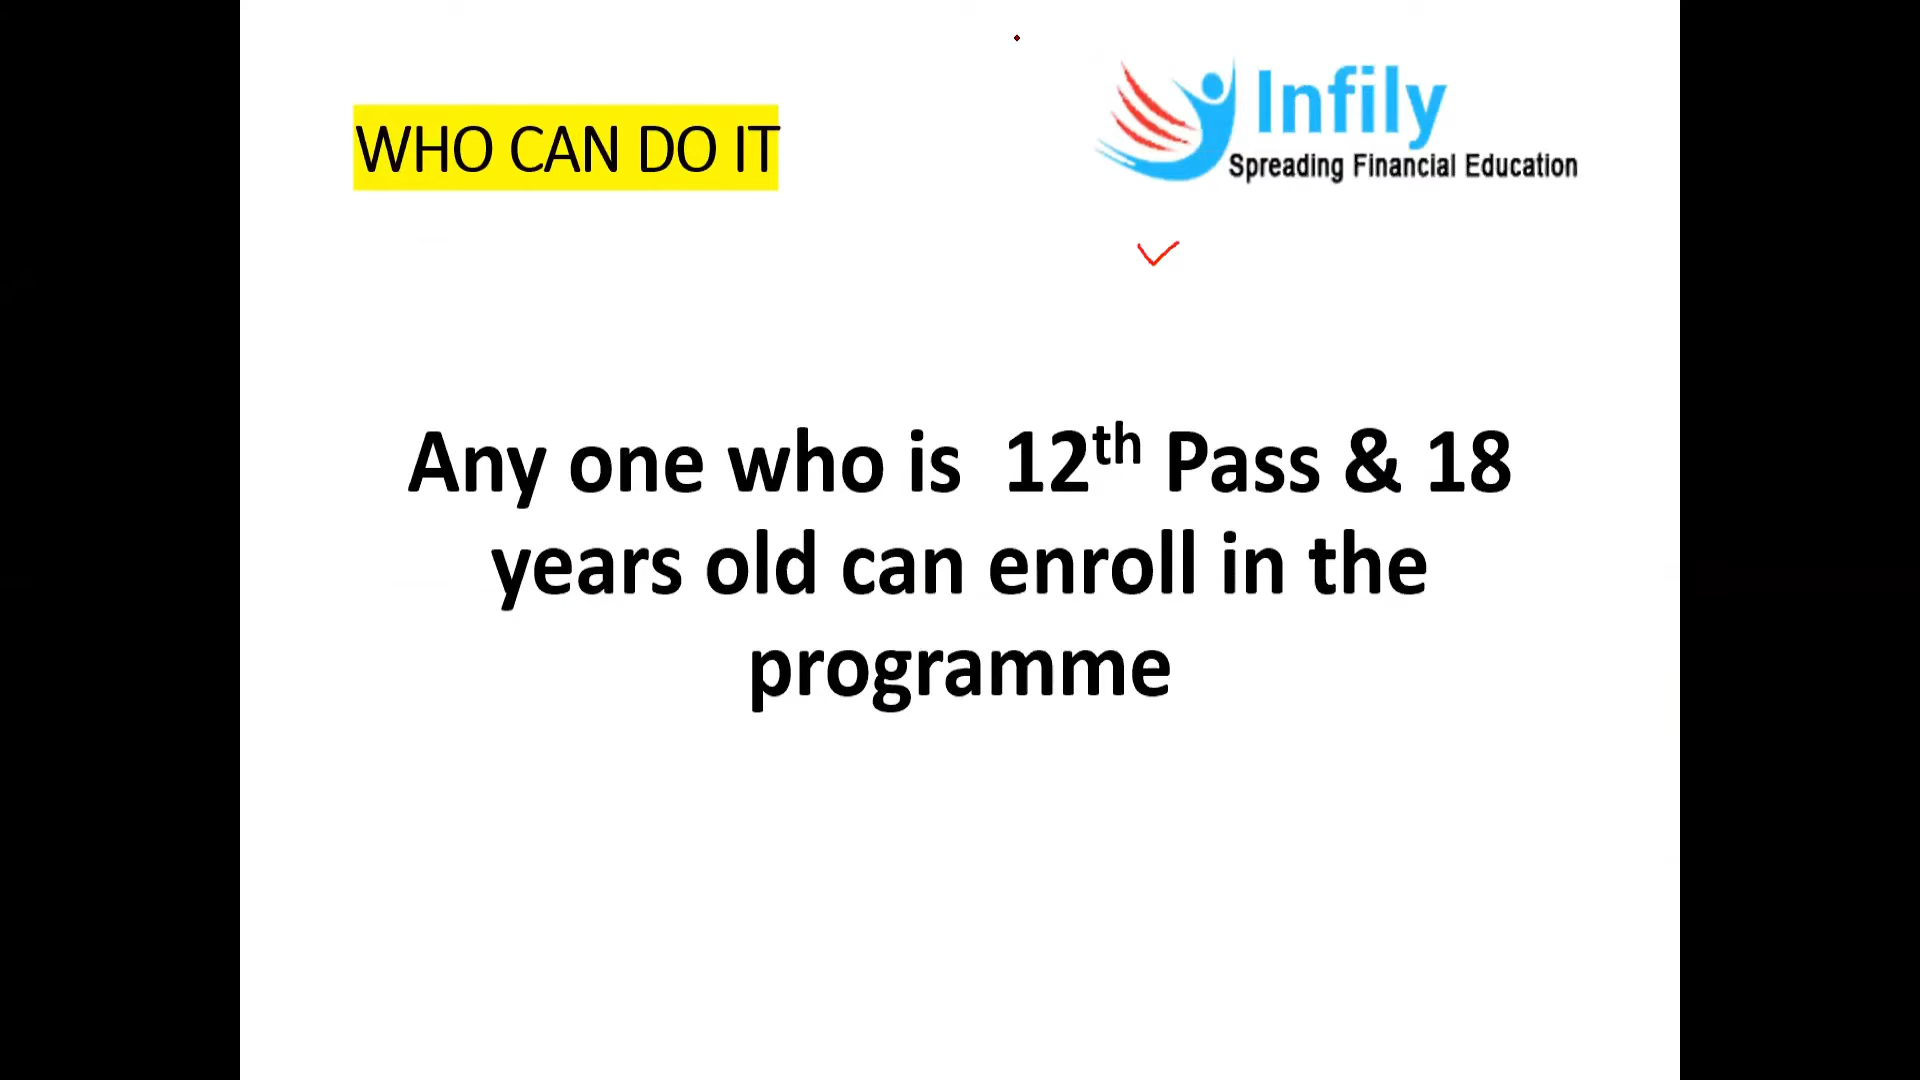 WHO CAN DO IT
Infily
Spreading Financial Education
Any one who is  12th Pass & 18
years old can enroll in the
programme